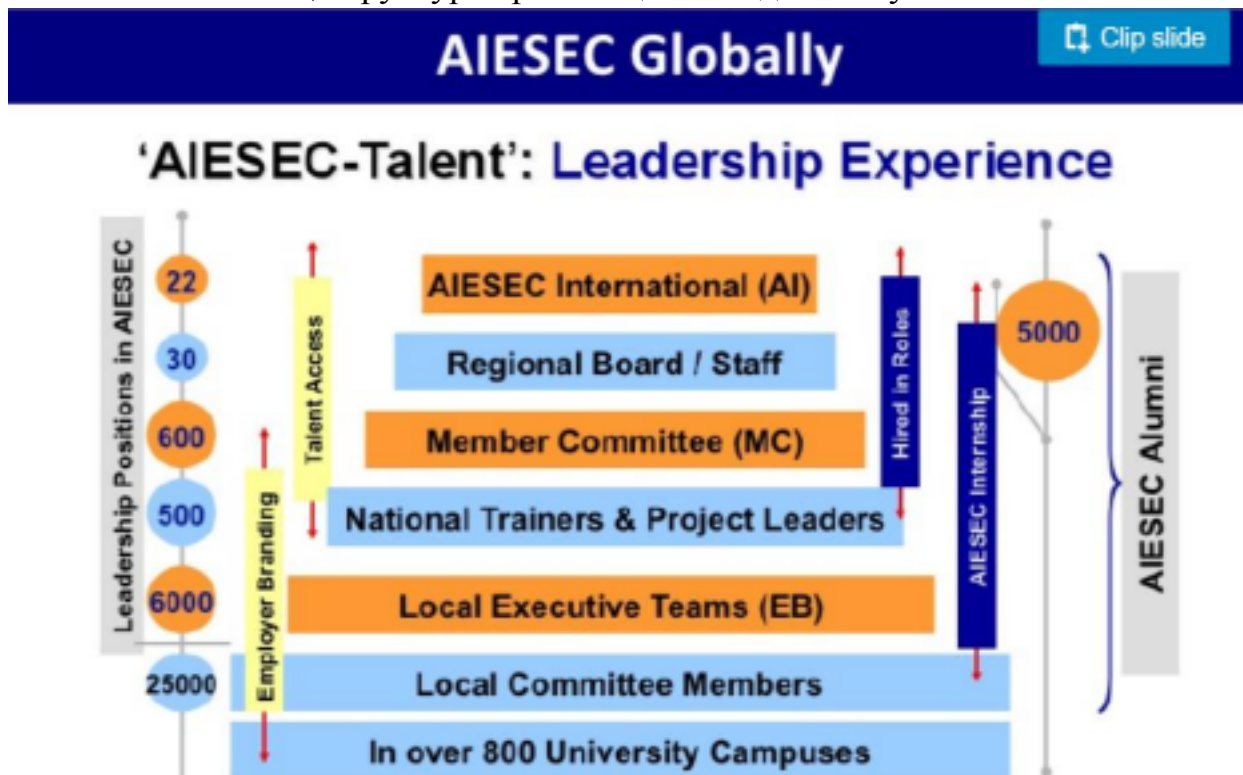 AIESEC Globally
Clip slide
'AIESEC-Talent': Leadership Experience
Leadership Positions in AIESEC
22
30
600
500
6000
25000
Employer Branding
Talent Access
AIESEC International (AI)
Regional Board / Staff
Member Committee (MC)
National Trainers & Project Leaders
Local Executive Teams (EB)
Local Committee Members
In over 800 University Campuses
Hired in Roles
AIESEC Internship
5000
AIESEC Alumni